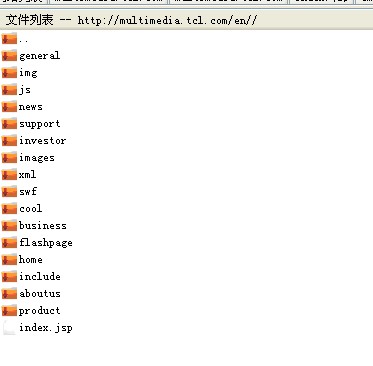 文件列表 -- http://multimedia.tcl.com/en//
..
general
img
js
news
support
investor
images
xml
swf
cool
business
flashpage
home
include
aboutus
product
index.jsp